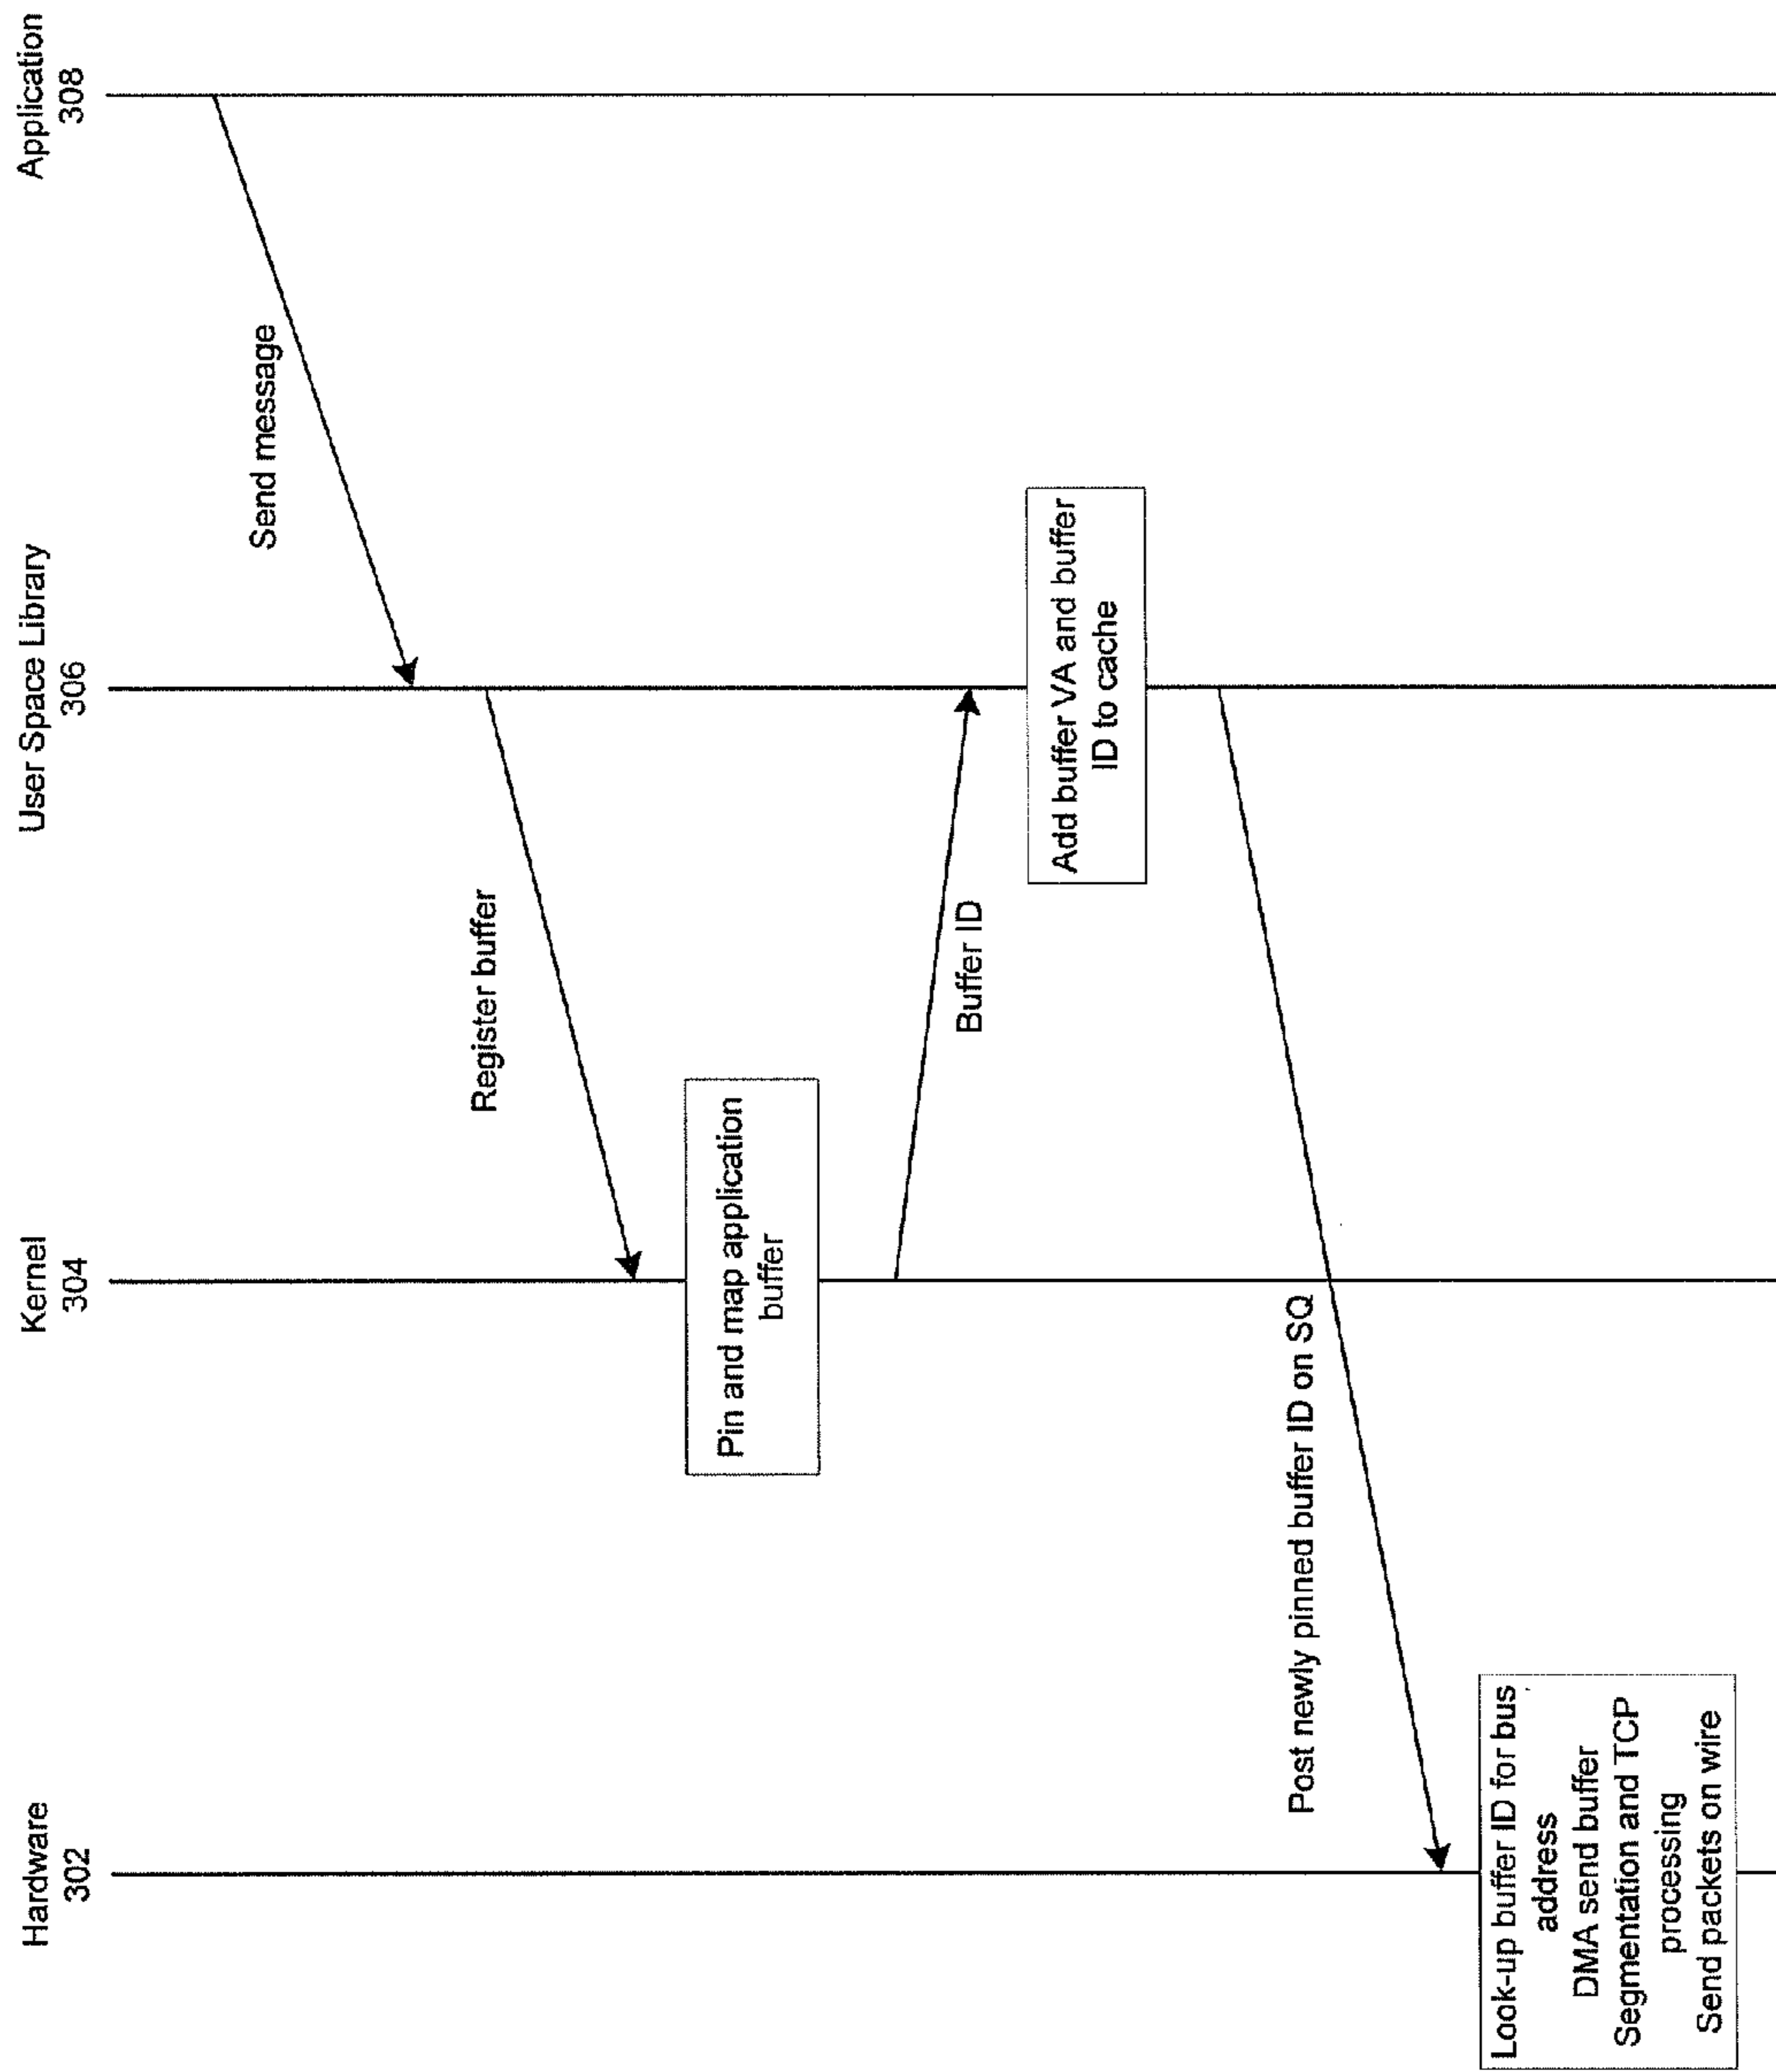 Hardware
302
Kernel
304
User Space Library
306
Application
308
Send message
Register buffer
Pin and map application
buffer
Buffer ID
Add buffer VA and buffer
ID to cache
Post newly pinned buffer ID on SQ
Look-up buffer ID for bus
address
DMA send buffer
Segmentation and TCP
processing
Send packets on wire